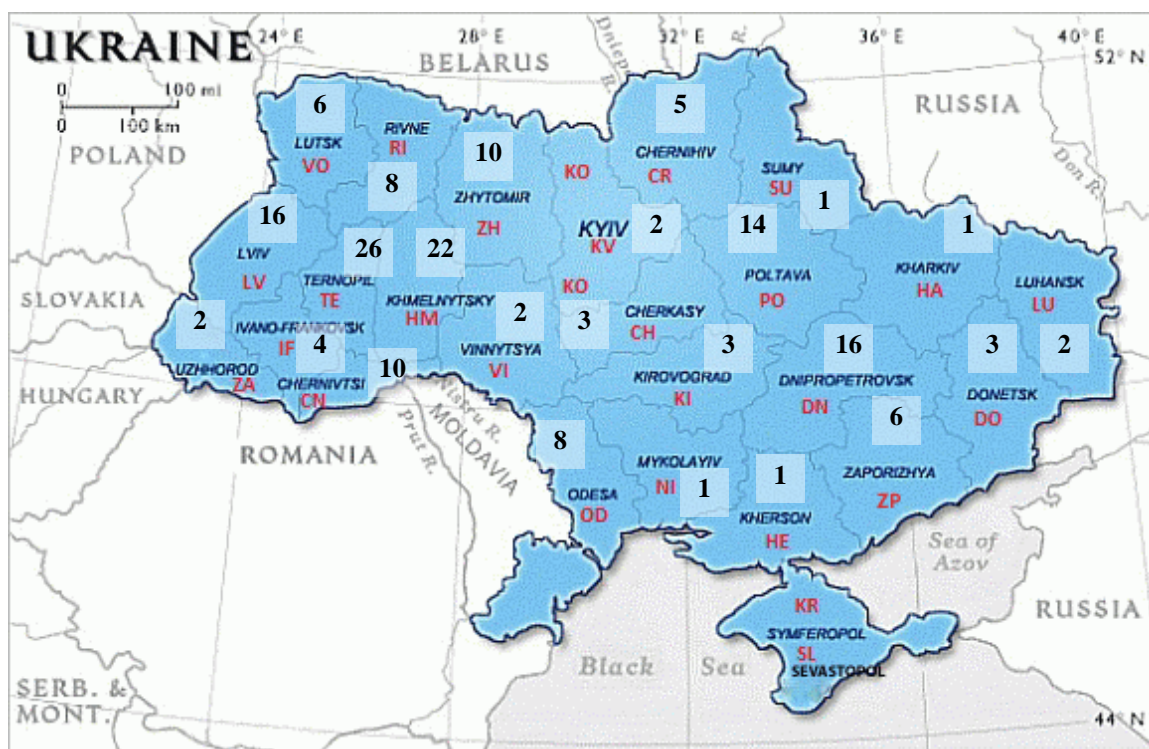 24° E
28° E
32° E
36° E
40° E
52° N
UKRAINE
Dnieper R.
R.
BELARUS
0 100 mi
0 100 km
RUSSIA
POLAND
Don R.
6
LUTSK
VO
RIVNE
RI
8
10
ZHYTOMIR
ZH
KO
5
CHERNIHIV
CR
SUMY
SU
1
16
LVIV
LV
26
TERNOPIL
TE
22
KHMELNYTSKY
HM
KYIV
KV
2
KO
14
POLTAVA
PO
1
KHARKIV
HA
LUHANSK
LU
SLOVAKIA
2
UZHHOROD
ZA
IVANO-FRANKOVSK
IF
4
CHERNIVTSI
CN
10
2
VINNYTSYA
VI
3
CHERKASY
CH
3
KIROVOGRAD
KI
16
DNIPROPETROVSK
DN
3
DONETSK
DO
2
HUNGARY
ROMANIA
Nistru R.
Prut R.
MOLDAVIA
8
ODESA
OD
MYKOLAYIV
NI
1
1
KHERSON
HE
6
ZAPORIZHYA
ZP
Sea of
Azov
RUSSIA
KR
SYMFEROPOL
SL
SEVASTOPOL
Black Sea
SERB. &
MONT.
44° N